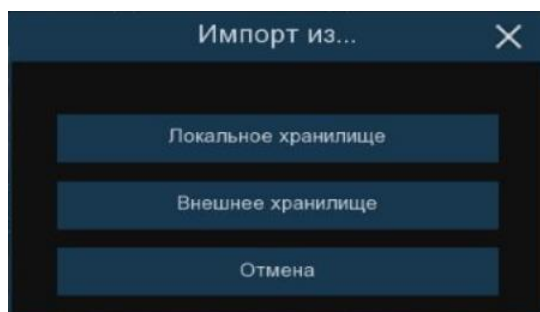 Импорт из...
Локальное хранилище
Внешнее хранилище
Отмена